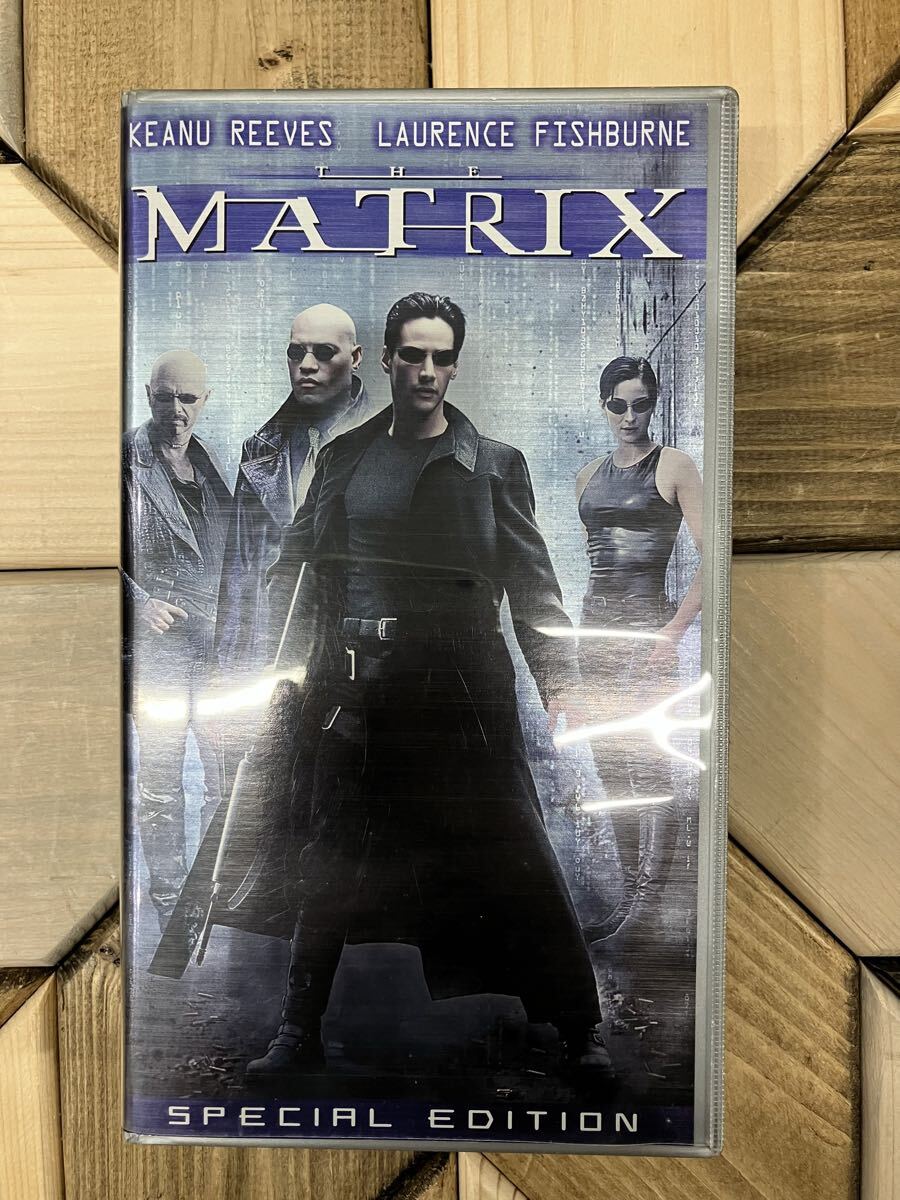 KEANU REEVES LAURENCE FISHBURNE
THE
MATRIX
SPECIAL EDITION